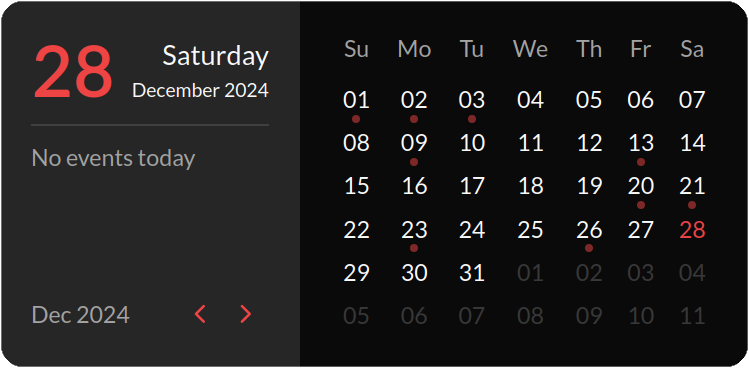 28
Saturday
December 2024
No events today
Dec 2024
Su Mo Tu We Th Fr Sa
01 02 03 04 05 06 07
08 09 10 11 12 13 14
15 16 17 18 19 20 21
22 23 24 25 26 27 28
29 30 31 01 02 03 04
05 06 07 08 09 10 11